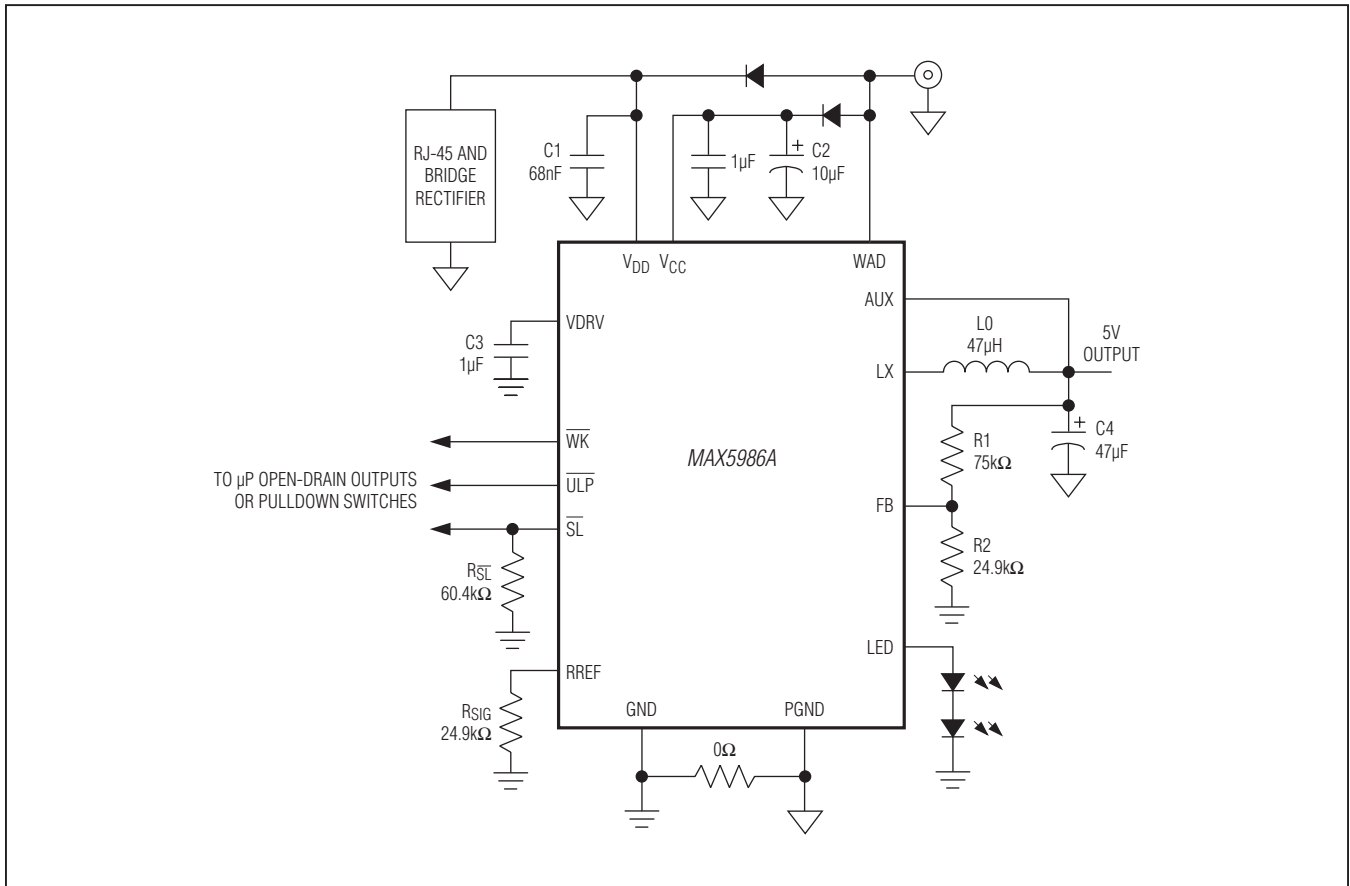 RJ-45 AND
BRIDGE
RECTIFIER
C1
68nF
1µF
+
C2
10µF
VDD
VCC
WAD
AUX
VDRV
C3
1µF
L0
47µH
5V
OUTPUT
LX
WK
MAX5986A
R1
75kΩ
+
C4
47µF
TO µP OPEN-DRAIN OUTPUTS
OR PULLDOWN SWITCHES
ULP
FB
SL
R2
24.9kΩ
RSL
60.4kΩ
LED
RREF
RSIG
24.9kΩ
GND
PGND
0Ω